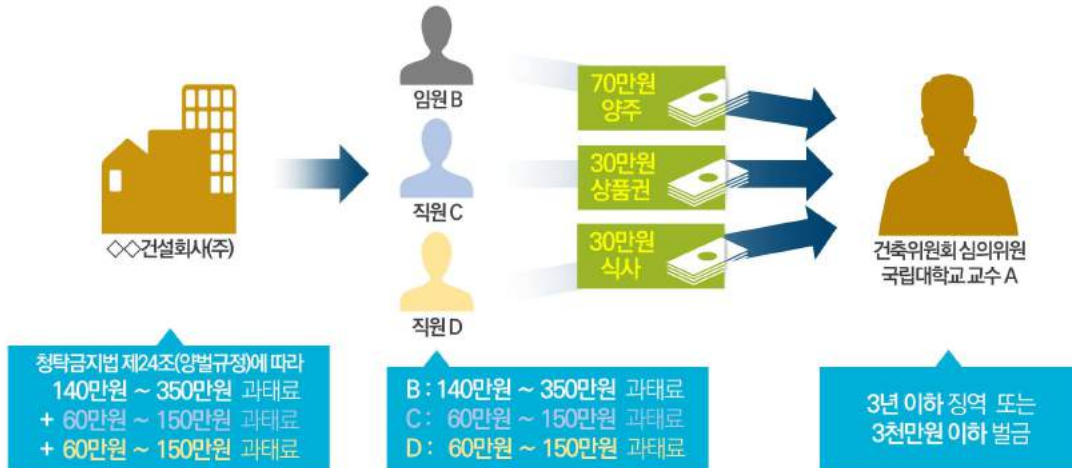 임원 B
70만원
양주
직원 C
30만원
상품권
직원 D
30만원
식사
◇◇건설회사(주)
건축위원회 심의위원
국립대학교 교수 A
청탁금지법 제24조(양벌규정)에 따라
140만원 ~ 350만원 과태료
+ 60만원 ~ 150만원 과태료
+ 60만원 ~ 150만원 과태료
B : 140만원 ~ 350만원 과태료
C : 60만원 ~ 150만원 과태료
D : 60만원 ~ 150만원 과태료
3년 이하 징역 또는
3천만원 이하 벌금